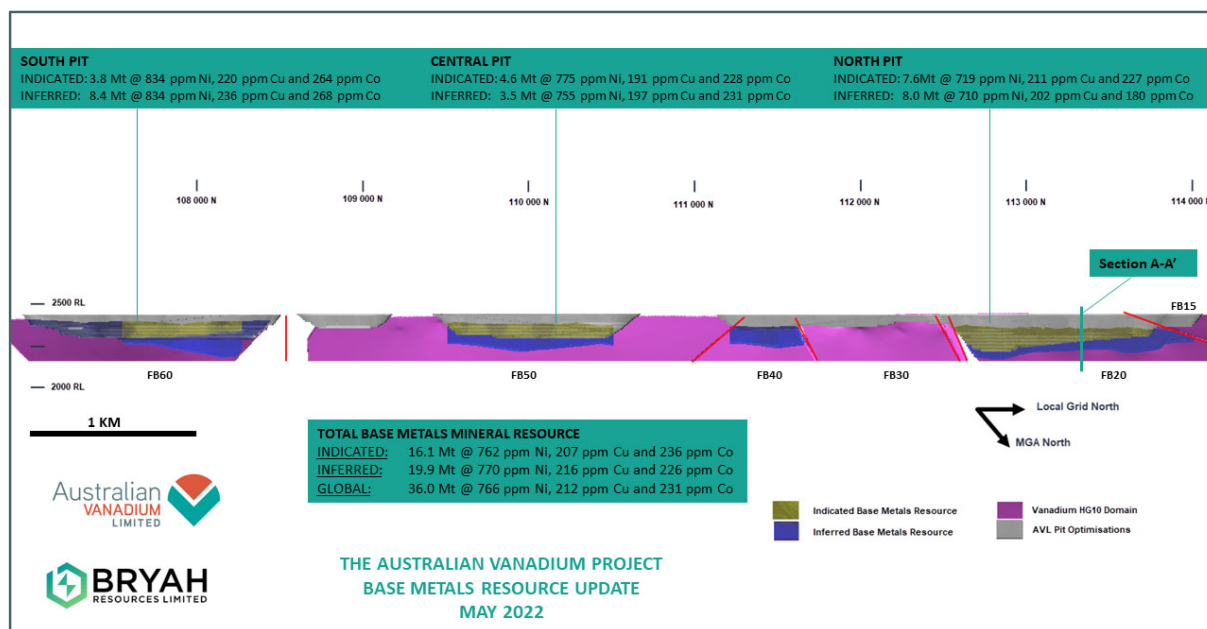 SOUTH PIT
INDICATED: 3.8 Mt @ 834 ppm Ni, 220 ppm Cu and 264 ppm Co
INFERRED: 8.4 Mt @ 834 ppm Ni, 236 ppm Cu and 268 ppm Co
CENTRAL PIT
INDICATED: 4.6 Mt @ 775 ppm Ni, 191 ppm Cu and 228 ppm Co
INFERRED: 3.5 Mt @ 755 ppm Ni, 197 ppm Cu and 231 ppm Co
NORTH PIT
INDICATED: 7.6Mt @ 719 ppm Ni, 211 ppm Cu and 227 ppm Co
INFERRED: 8.0 Mt @ 710 ppm Ni, 202 ppm Cu and 180 ppm Co
108 000 N
109 000 N
110 000 N
111 000 N
112 000 N
113 000 N
114 000
Section A-A'
2500 RL
FB15
2000 RL
FB60
FB50
FB40
FB30
FB20
1 KM
Local Grid North
MGA North
TOTAL BASE METALS MINERAL RESOURCE
INDICATED: 16.1 Mt @ 762 ppm Ni, 207 ppm Cu and 236 ppm Co
INFERRED: 19.9 Mt @ 770 ppm Ni, 216 ppm Cu and 226 ppm Co
GLOBAL: 36.0 Mt @ 766 ppm Ni, 212 ppm Cu and 231 ppm Co
Australian
VANADIUM
LIMITED
Indicated Base Metals Resource
Inferred Base Metals Resource
Vanadium HG10 Domain
AVL Pit Optimisations
BRYAH
RESOURCES LIMITED
THE AUSTRALIAN VANADIUM PROJECT
BASE METALS RESOURCE UPDATE
MAY 2022